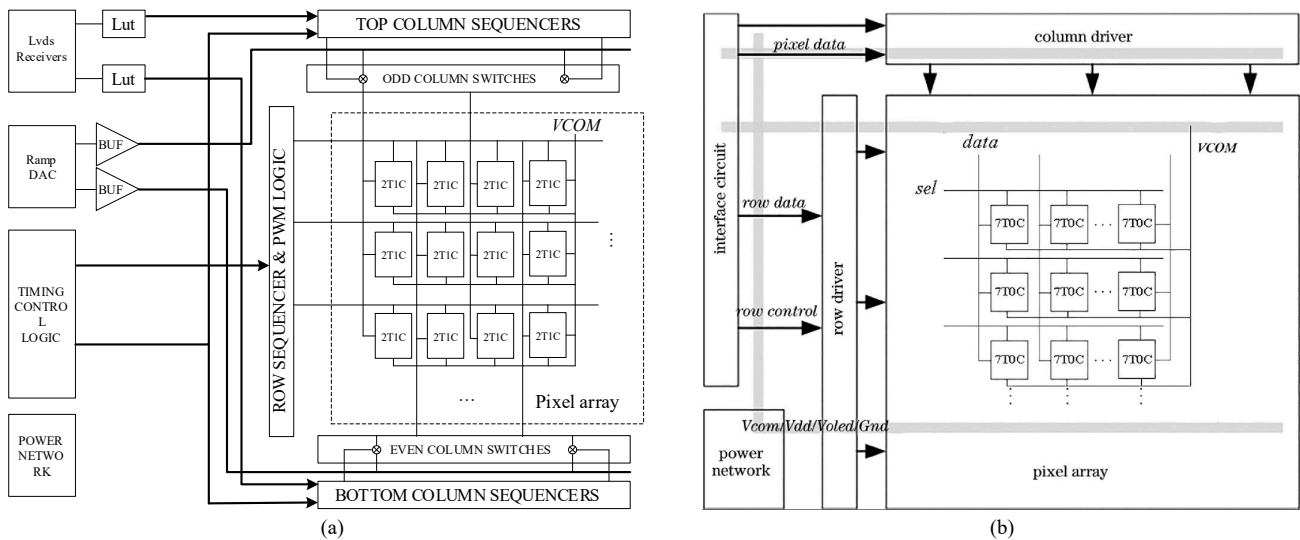 Lvds
Receivers
Lut
Lut
TOP COLUMN SEQUENCERS
ODD COLUMN SWITCHES
Ramp
DAC
BUF
BUF
VCOM
ROW SEQUENCER & PWM LOGIC
2T1C
2T1C
2T1C
2T1C
2T1C
2T1C
2T1C
2T1C
...
2T1C
2T1C
2T1C
2T1C
...
Pixel array
TIMING
CONTRO
L
LOGIC
POWER
NETWO
RK
EVEN COLUMN SWITCHES
BOTTOM COLUMN SEQUENCERS
(a)
pixel data
column driver
interface circuit
row data
row control
row driver
data
VCOM
sel
7T0C
7T0C
...
7T0C
7T0C
7T0C
...
7T0C
7T0C
7T0C
...
7T0C
Vcom/Vdd/Voled/Gnd
power
network
pixel array
(b)